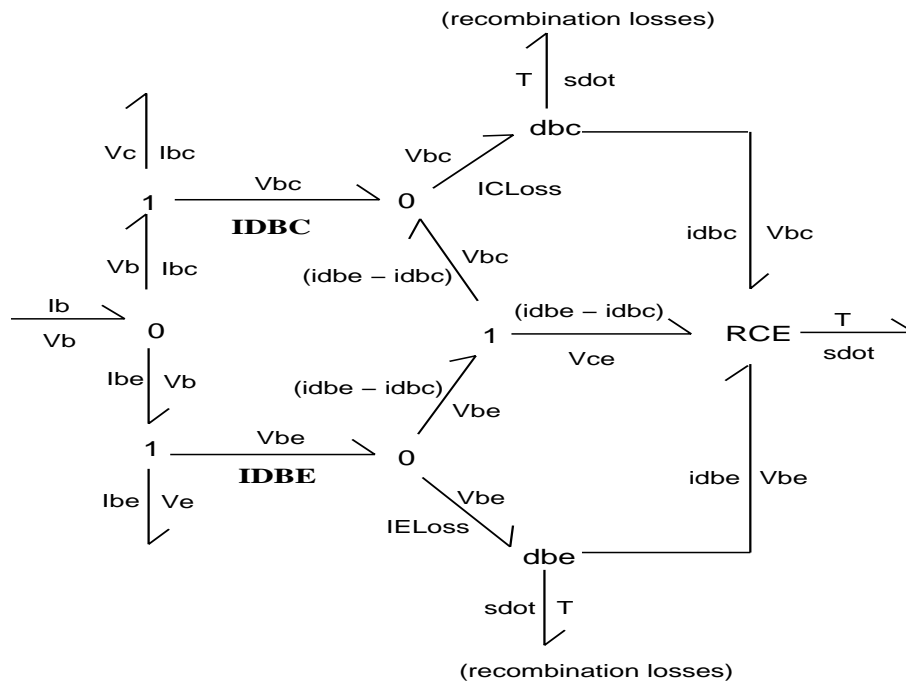 (recombination losses)
T sdot
dbc
Vc Ibc
Vbc
Vbc
ICLoss
1
0
IDBC
idbc Vbc
Vb Ibc
Vbc
(idbe – idbc)
Ib
Vb
0
(idbe – idbc)
1
Vce
RCE
T
sdot
Ibe Vb
(idbe – idbc)
Vbe
1
Vbe
0
IDBE
idbe Vbe
Ibe Ve
Vbe
IELoss
dbe
sdot T
(recombination losses)